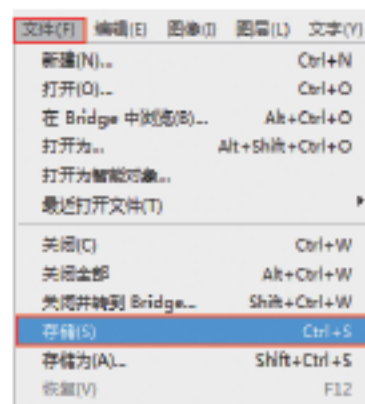 文件(F) 编辑(E) 图像(I) 图层(L) 文字(Y)
新建(N)... Ctrl+N
打开(O)... Ctrl+O
在 Bridge 中浏览(B)... Alt+Ctrl+O
打开为... Alt+Shift+Ctrl+O
打开为智能对象...
最近打开文件(T)
关闭(C) Ctrl+W
关闭全部 Alt+Ctrl+W
关闭并转到 Bridge... Shift+Ctrl+W
存储(S) Ctrl+S
存储为(A)... Shift+Ctrl+S
恢复(V) F12